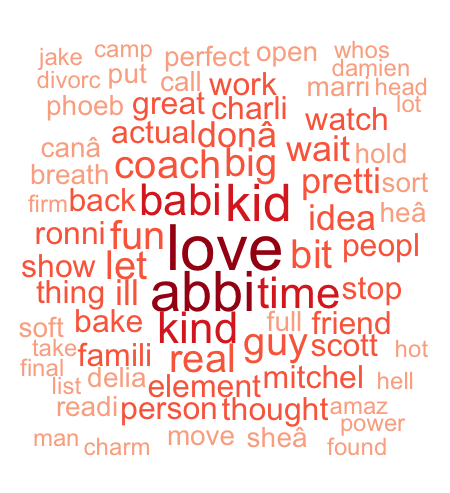 jake camp perfect open whos
divorc put call work damien
marri head
phoeb great charli lot
actual donâ watch
canâ coach big wait hold
breath pretti sort
firm back babi kid idea heâ
ronni fun love bit peopl
show let
thing ill abbi time stop
soft bake kind full friend
take famili real guy scott hot
final list delia element mitchel hell
readi person thought amaz
man charm move sheâ power
found